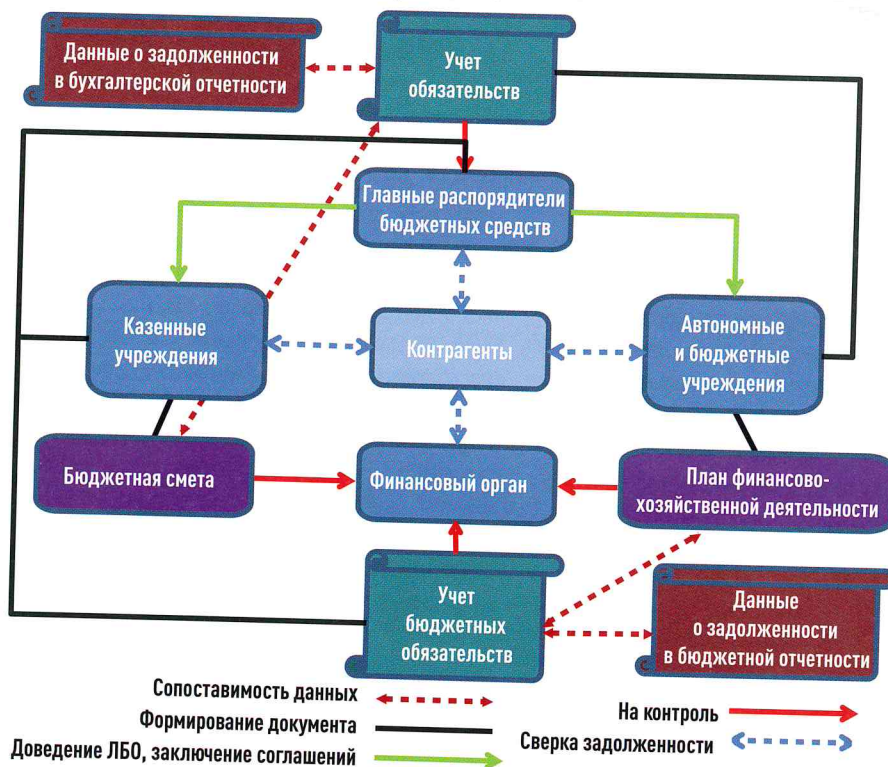 Данные о задолженности
в бухгалтерской отчетности
Учет
обязательств
Главные распорядители
бюджетных средств
Казенные
учреждения
Контрагенты
Автономные
и бюджетные
учреждения
Бюджетная смета
Финансовый орган
План финансово-
хозяйственной деятельности
Учет
бюджетных
обязательств
Данные
о задолженности
в бюджетной отчетности
Сопоставимость данных
Формирование документа
Доведение ЛБО, заключение соглашений
На контроль
Сверка задолженности